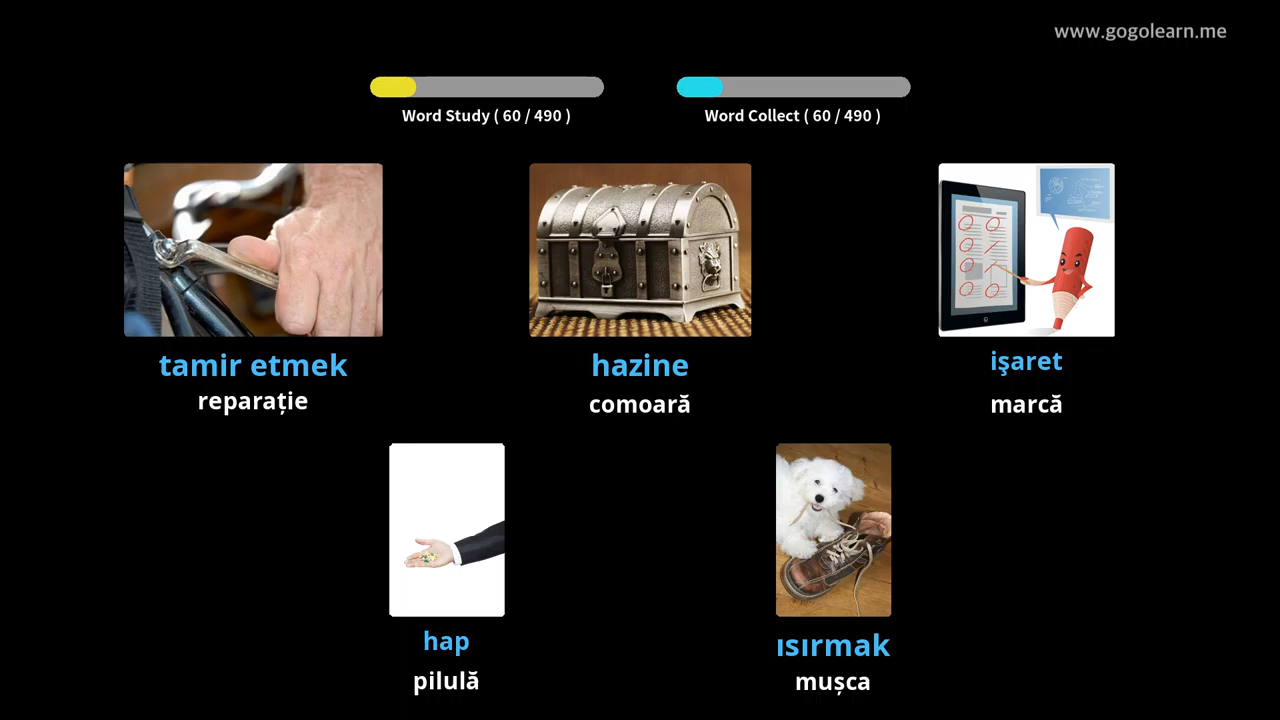 www.gogolearn.me
Word Study ( 60 / 490 )
Word Collect ( 60 / 490 )
tamir etmek
reparație
hazine
comoară
işaret
marcă
hap
pilulă
ısırmak
mușca